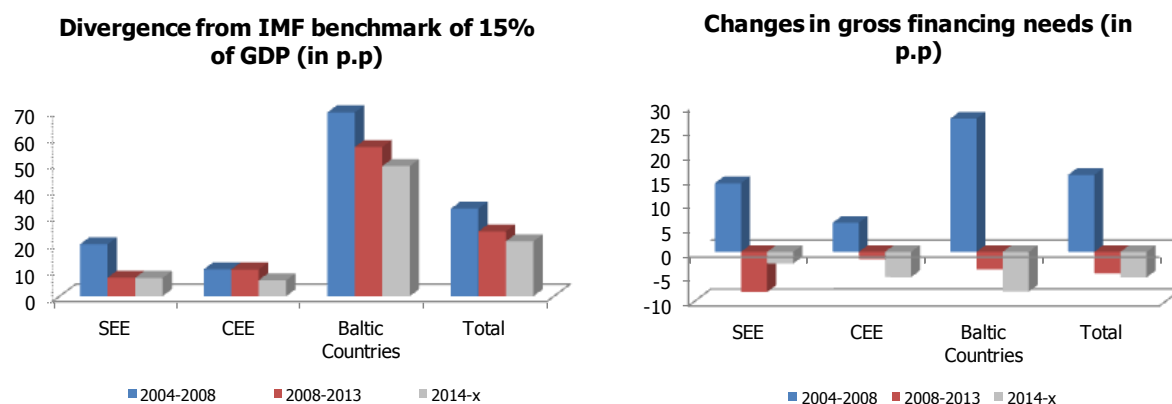 Divergence from IMF benchmark of 15%
of GDP (in p.p)
70
60
50
40
30
20
10
0
SEE
CEE
Baltic
Countries
Total
2004-2008
2008-2013
2014-x
Changes in gross financing needs (in
p.p)
30
25
20
15
10
5
0
-5
-10
SEE
CEE
Baltic
Countries
Total
2004-2008
2008-2013
2014-x